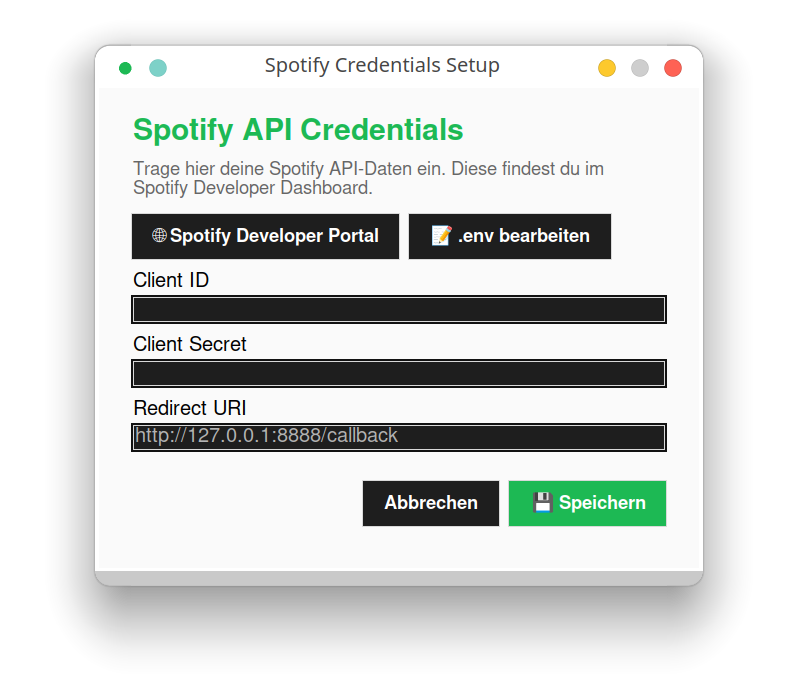 Spotify Credentials Setup
Spotify API Credentials
Trage hier deine Spotify API-Daten ein. Diese findest du im
Spotify Developer Dashboard.
🌐 Spotify Developer Portal
📝 .env bearbeiten
Client ID
Client Secret
Redirect URI
http://127.0.0.1:8888/callback
Abbrechen
💾 Speichern